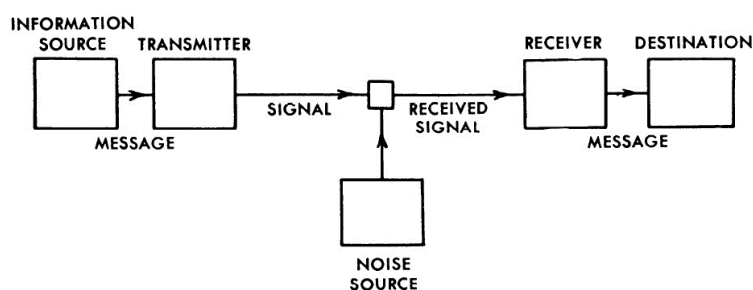 INFORMATION
SOURCE
TRANSMITTER
RECEIVER
DESTINATION
SIGNAL
RECEIVED
SIGNAL
MESSAGE
MESSAGE
NOISE
SOURCE